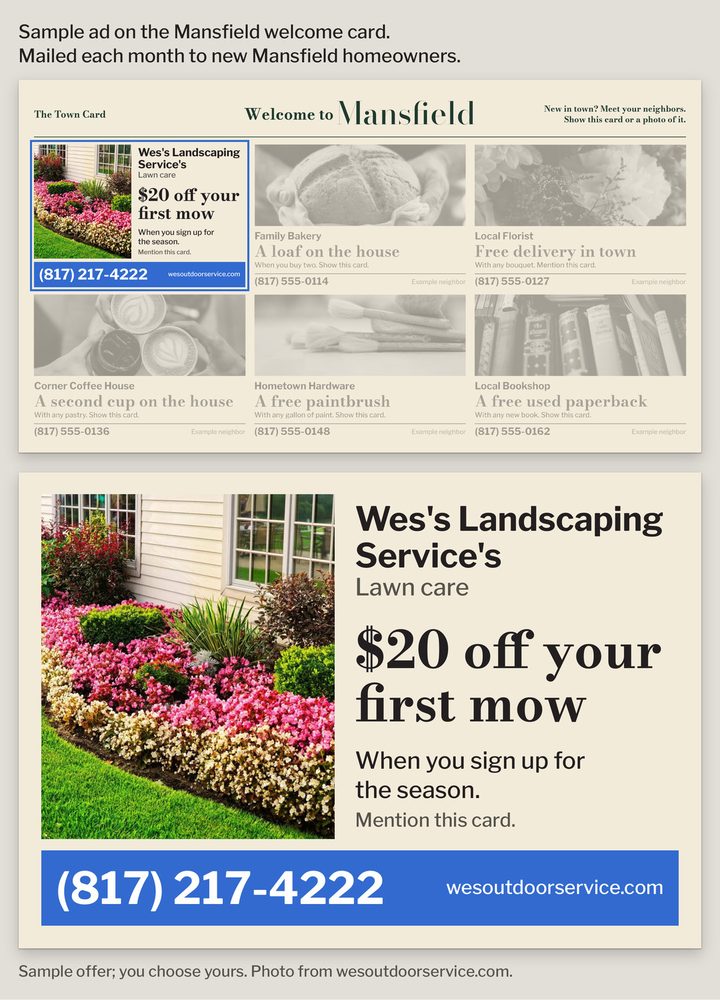 Sample ad on the Mansfield welcome card.
Mailed each month to new Mansfield homeowners.
The Town Card
Welcome to Mansfield
New in town? Meet your neighbors.
Show this card or a photo of it.
Wes's Landscaping
Service's
Lawn care
$20 off your
first mow
When you sign up for
the season.
Mention this card.
(817) 217-4222
wesoutdoorservice.com
Family Bakery
A loaf on the house
When you buy two. Show this card.
(817) 555-0114
Example neighbor
Local Florist
Free delivery in town
With any bouquet. Mention this card.
(817) 555-0127
Example neighbor
Corner Coffee House
A second cup on the house
With any pastry. Show this card.
(817) 555-0136
Example neighbor
Hometown Hardware
A free paintbrush
With any gallon of paint. Show this card.
(817) 555-0148
Example neighbor
Local Bookshop
A free used paperback
With any new book. Show this card.
(817) 555-0162
Example neighbor
Wes's Landscaping
Service's
Lawn care
$20 off your
first mow
When you sign up for
the season.
Mention this card.
(817) 217-4222
wesoutdoorservice.com
Sample offer; you choose yours. Photo from wesoutdoorservice.com.